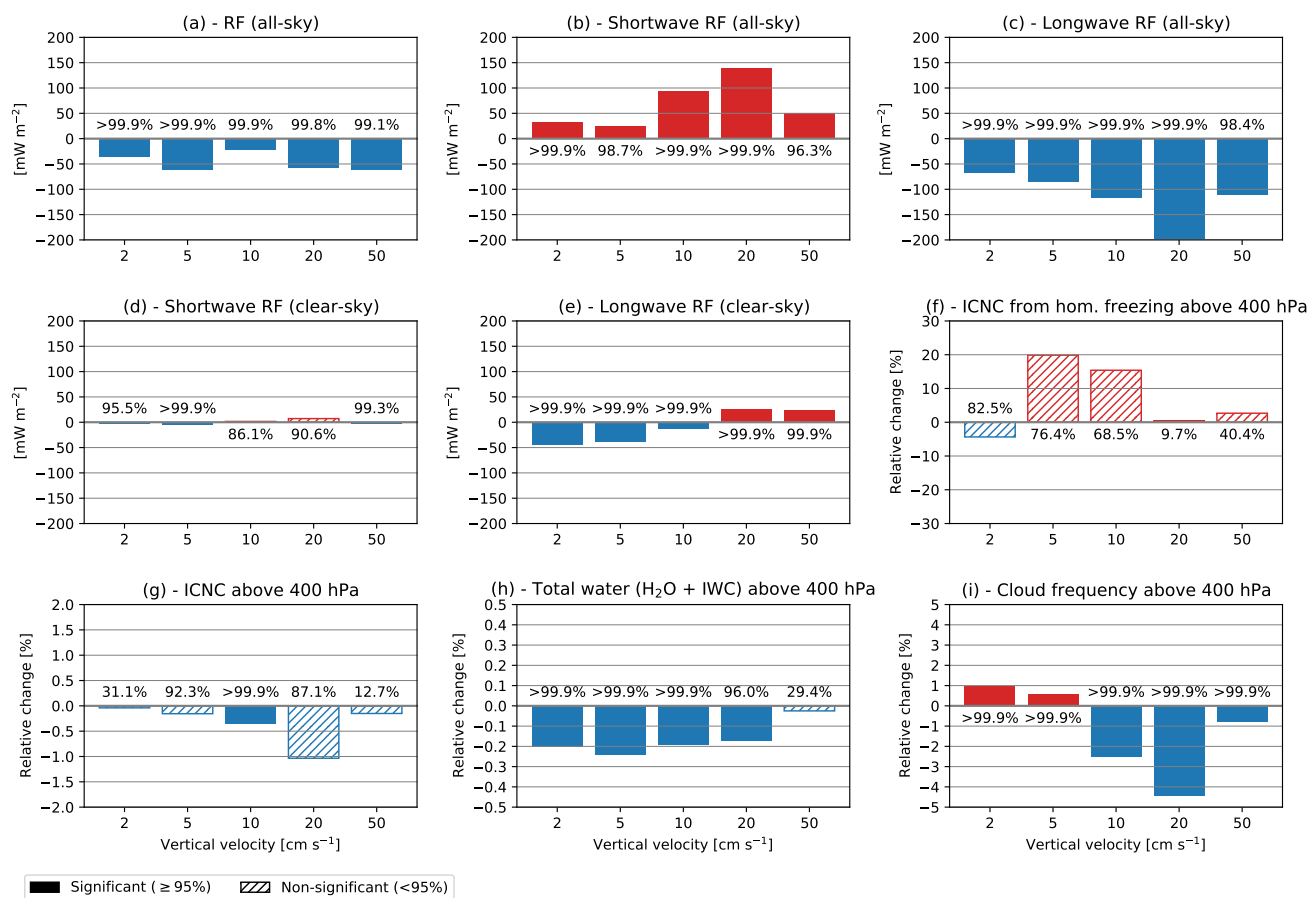 (a) - RF (all-sky)
[mW m⁻²]
200
150
100
50
0
−50
−100
−150
−200
>99.9% >99.9% 99.9% 99.8% 99.1%
2 5 10 20 50
(b) - Shortwave RF (all-sky)
[mW m⁻²]
200
150
100
50
0
−50
−100
−150
−200
>99.9% 98.7% >99.9% >99.9% 96.3%
2 5 10 20 50
(c) - Longwave RF (all-sky)
[mW m⁻²]
200
150
100
50
0
−50
−100
−150
−200
>99.9% >99.9% >99.9% >99.9% 98.4%
2 5 10 20 50
(d) - Shortwave RF (clear-sky)
[mW m⁻²]
200
150
100
50
0
−50
−100
−150
−200
95.5% >99.9% 99.3%
86.1% 90.6%
2 5 10 20 50
(e) - Longwave RF (clear-sky)
[mW m⁻²]
200
150
100
50
0
−50
−100
−150
−200
>99.9% >99.9% >99.9%
>99.9% 99.9%
2 5 10 20 50
(f) - ICNC from hom. freezing above 400 hPa
Relative change [%]
30
20
10
0
−10
−20
−30
82.5%
76.4% 68.5% 9.7% 40.4%
2 5 10 20 50
(g) - ICNC above 400 hPa
Relative change [%]
2.0
1.5
1.0
0.5
0.0
−0.5
−1.0
−1.5
−2.0
31.1% 92.3% >99.9% 87.1% 12.7%
2 5 10 20 50
Vertical velocity [cm s⁻¹]
(h) - Total water (H₂O + IWC) above 400 hPa
Relative change [%]
0.5
0.4
0.3
0.2
0.1
0.0
−0.1
−0.2
−0.3
−0.4
−0.5
>99.9% >99.9% >99.9% 96.0% 29.4%
2 5 10 20 50
Vertical velocity [cm s⁻¹]
(i) - Cloud frequency above 400 hPa
Relative change [%]
5
4
3
2
1
0
−1
−2
−3
−4
−5
>99.9% >99.9% >99.9%
>99.9% >99.9%
2 5 10 20 50
Vertical velocity [cm s⁻¹]
Significant (≥ 95%) Non-significant (<95%)